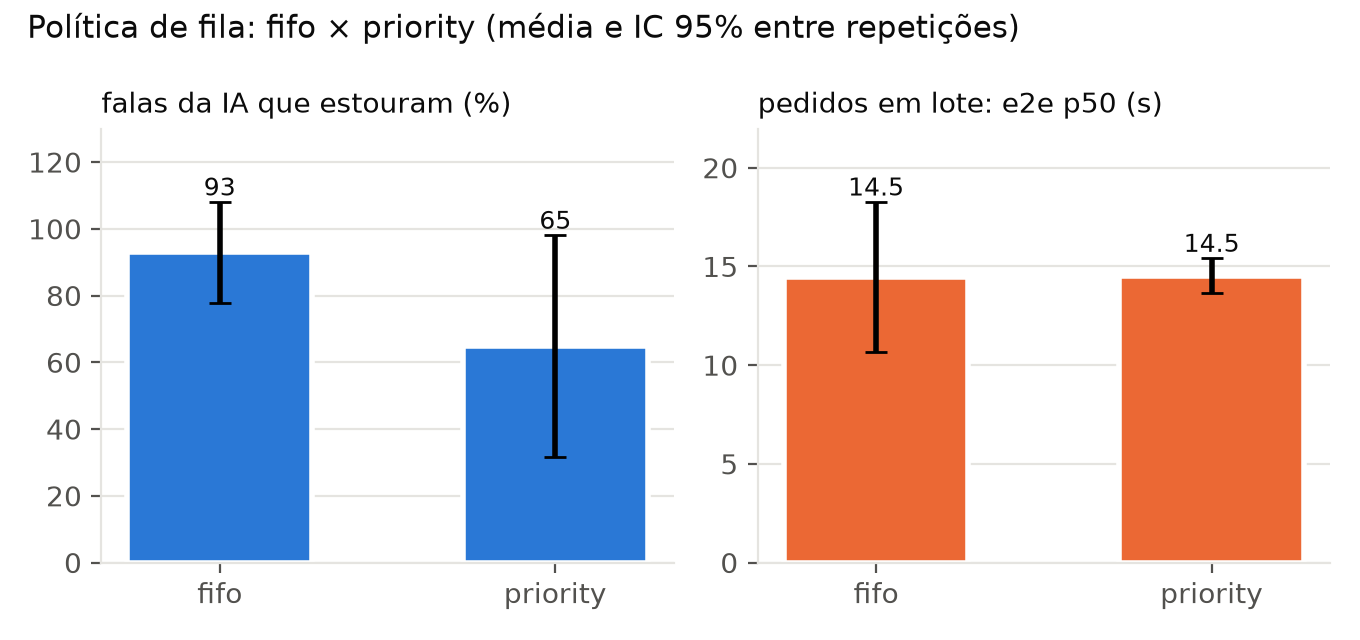 Política de fila: fifo × priority (média e IC 95% entre repetições)
falas da IA que estouram (%)
120
100
80
60
40
20
0
93
65
fifo
priority
pedidos em lote: e2e p50 (s)
20
15
10
5
0
14.5
14.5
fifo
priority